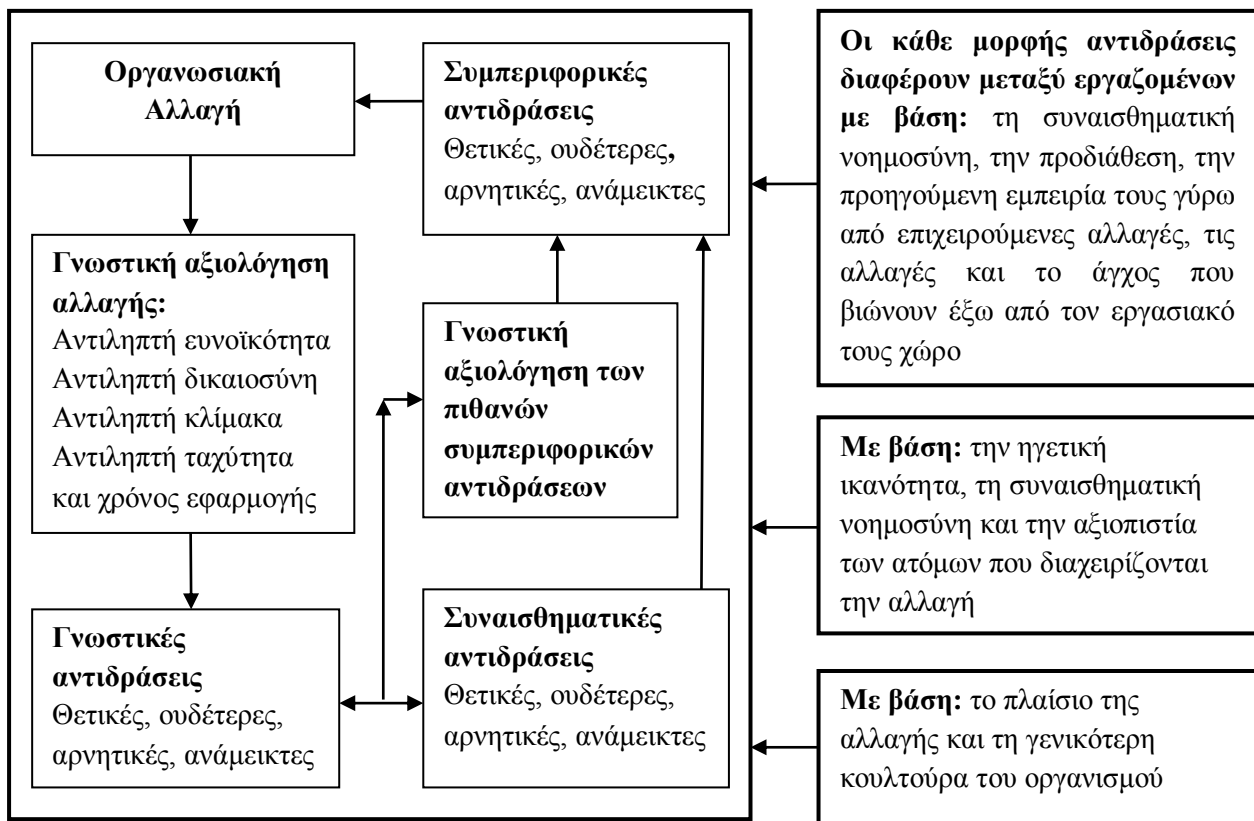 Οργανωσιακή
Αλλαγή
Συμπεριφορικές
αντιδράσεις
Θετικές, ουδέτερες,
αρνητικές, ανάμεικτες
Γνωστική αξιολόγηση
αλλαγής:
Αντιληπτή ευνοϊκότητα
Αντιληπτή δικαιοσύνη
Αντιληπτή κλίμακα
Αντιληπτή ταχύτητα
και χρόνος εφαρμογής
Γνωστική
αξιολόγηση των
πιθανών
συμπεριφορικών
αντιδράσεων
Γνωστικές
αντιδράσεις
Θετικές, ουδέτερες,
αρνητικές, ανάμεικτες
Συναισθηματικές
αντιδράσεις
Θετικές, ουδέτερες,
αρνητικές, ανάμεικτες
Οι κάθε μορφής αντιδράσεις
διαφέρουν μεταξύ εργαζομένων
με βάση: τη συναισθηματική
νοημοσύνη, την προδιάθεση, την
προηγούμενη εμπειρία τους γύρω
από επιχειρούμενες αλλαγές, τις
αλλαγές και το άγχος που
βιώνουν έξω από τον εργασιακό
τους χώρο
Με βάση: την ηγετική
ικανότητα, τη συναισθηματική
νοημοσύνη και την αξιοπιστία
των ατόμων που διαχειρίζονται
την αλλαγή
Με βάση: το πλαίσιο της
αλλαγής και τη γενικότερη
κουλτούρα του οργανισμού